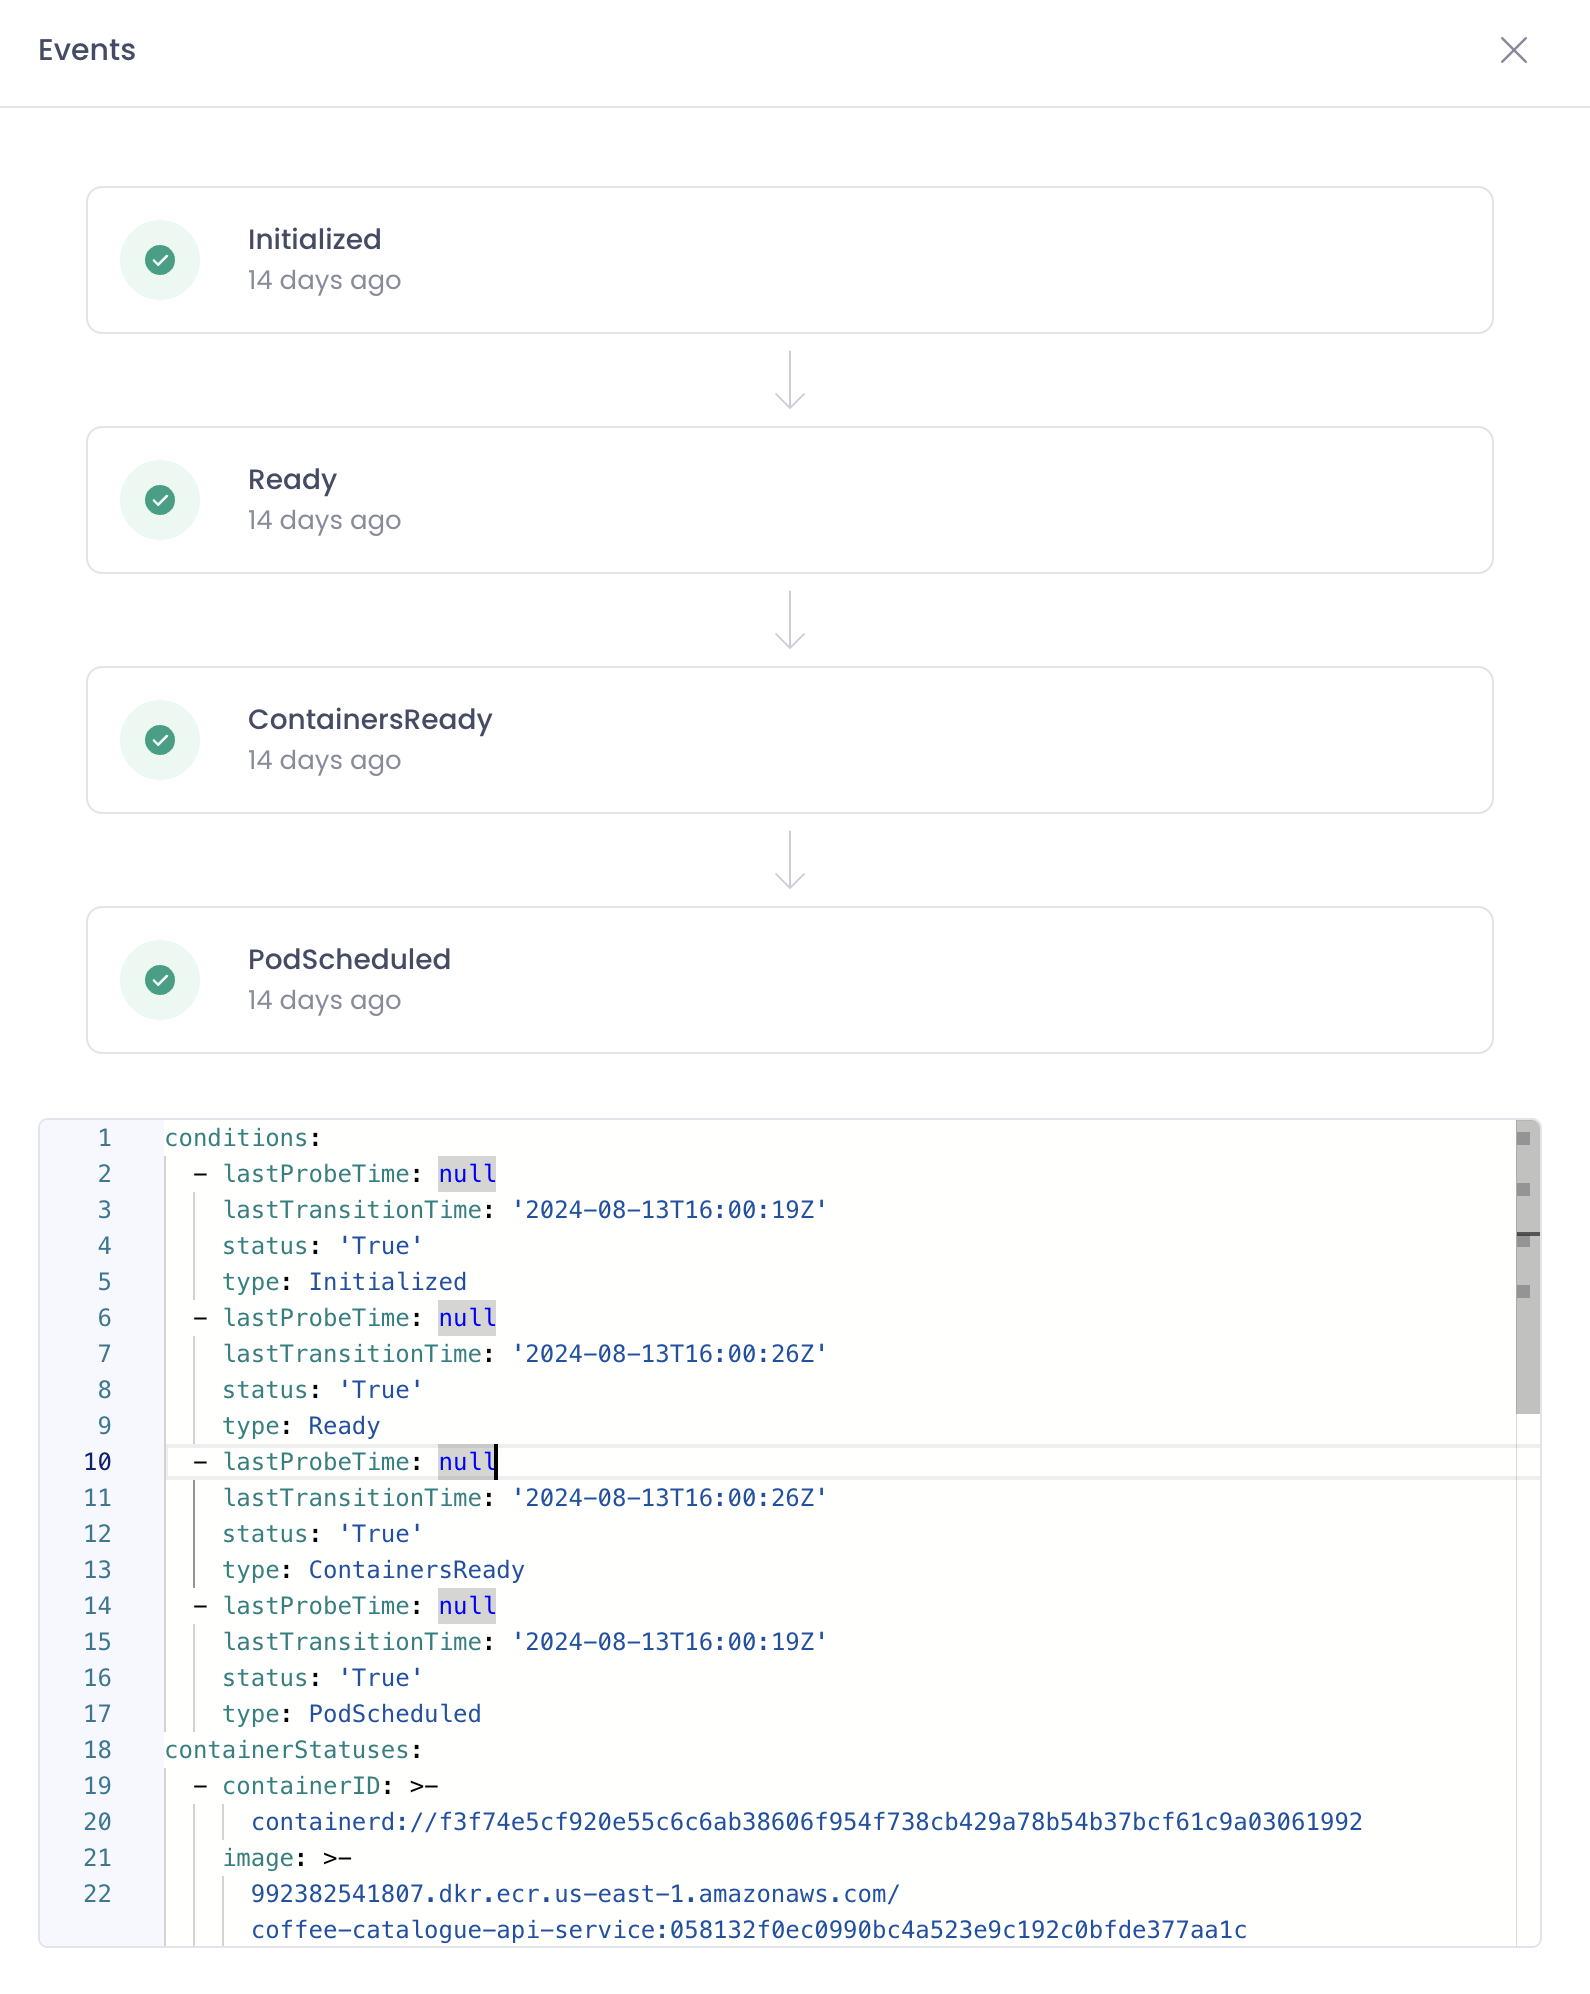 Events
Initialized
14 days ago
Ready
14 days ago
ContainersReady
14 days ago
PodScheduled
14 days ago
1 conditions:
2   - lastProbeTime: null
3     lastTransitionTime: '2024-08-13T16:00:19Z'
4     status: 'True'
5     type: Initialized
6   - lastProbeTime: null
7     lastTransitionTime: '2024-08-13T16:00:26Z'
8     status: 'True'
9     type: Ready
10   - lastProbeTime: null
11     lastTransitionTime: '2024-08-13T16:00:26Z'
12     status: 'True'
13     type: ContainersReady
14   - lastProbeTime: null
15     lastTransitionTime: '2024-08-13T16:00:19Z'
16     status: 'True'
17     type: PodScheduled
18 containerStatuses:
19   - containerID: >-
20       containerd://f3f74e5cf920e55c6c6ab38606f954f738cb429a78b54b37bcf61c9a03061992
21     image: >-
22       992382541807.dkr.ecr.us-east-1.amazonaws.com/
coffee-catalogue-api-service:058132f0ec0990bc4a523e9c192c0bfde377aa1c